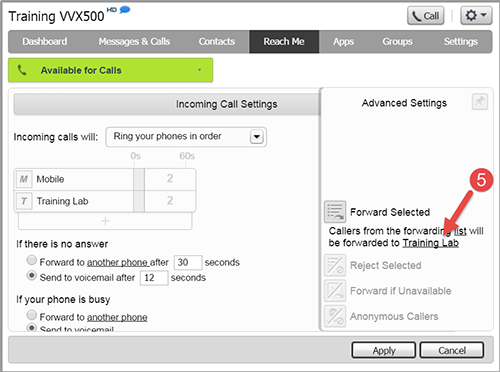 Training VVX500 HD
Call
Dashboard Messages & Calls Contacts Reach Me Apps Groups Settings
Available for Calls
Incoming Call Settings
Advanced Settings
Incoming calls will: Ring your phones in order
0s 60s
M Mobile 2
T Training Lab 2
+
5
Forward Selected
Callers from the forwarding list will
be forwarded to Training Lab
Reject Selected
Forward if Unavailable
Anonymous Callers
If there is no answer
Forward to another phone after 30 seconds
Send to voicemail after 12 seconds
If your phone is busy
Forward to another phone
Send to voicemail
Apply Cancel